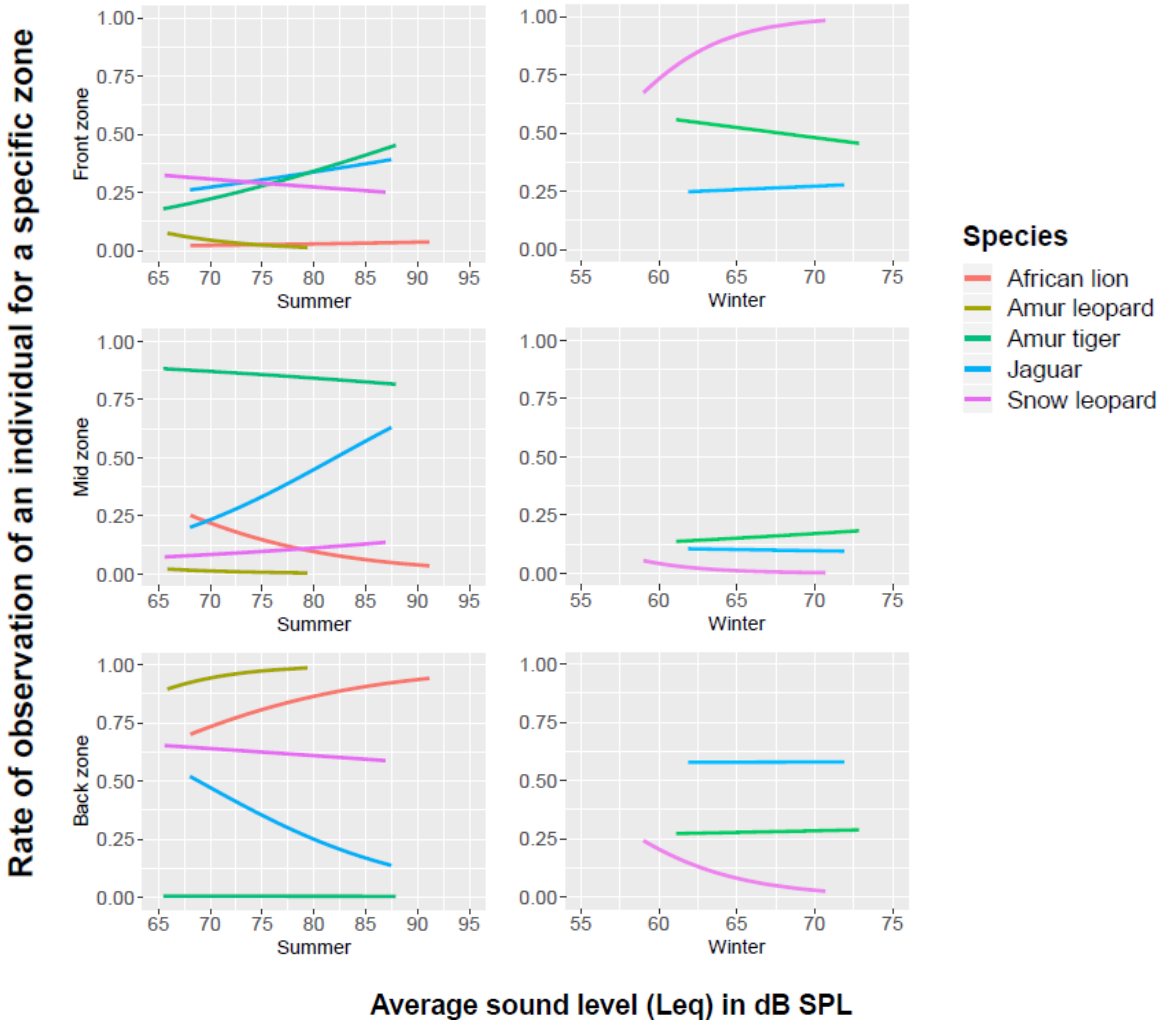 Rate of observation of an individual for a specific zone
Front zone
1.00
0.75
0.50
0.25
0.00
65 70 75 80 85 90 95
Summer
1.00
0.75
0.50
0.25
0.00
55 60 65 70 75
Winter
Mid zone
1.00
0.75
0.50
0.25
0.00
65 70 75 80 85 90 95
Summer
1.00
0.75
0.50
0.25
0.00
55 60 65 70 75
Winter
Back zone
1.00
0.75
0.50
0.25
0.00
65 70 75 80 85 90 95
Summer
1.00
0.75
0.50
0.25
0.00
55 60 65 70 75
Winter
Species
African lion
Amur leopard
Amur tiger
Jaguar
Snow leopard
Average sound level (Leq) in dB SPL